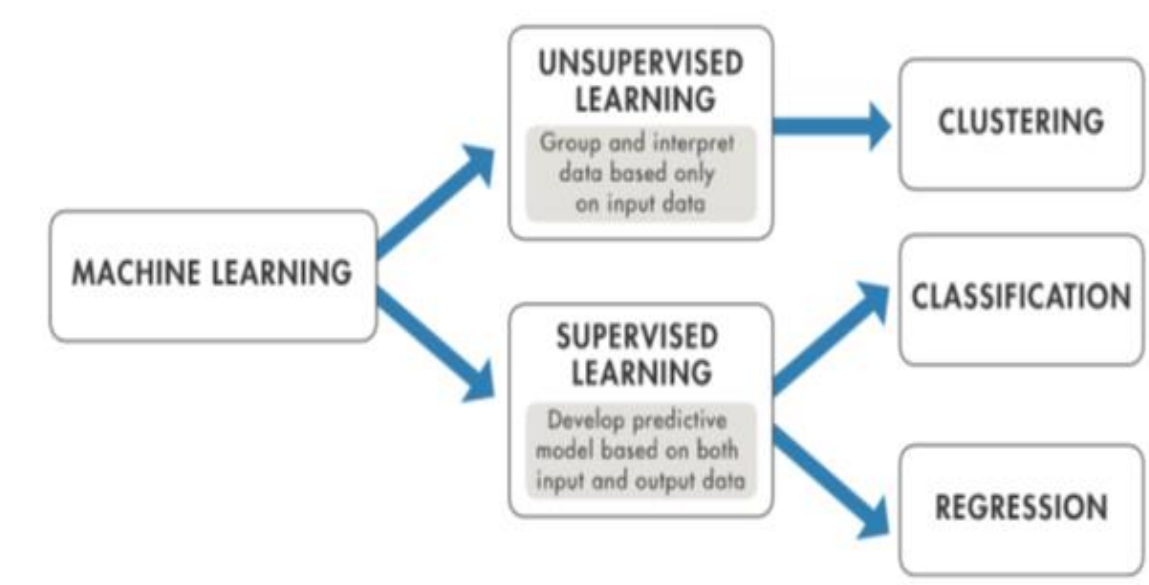 MACHINE LEARNING
UNSUPERVISED
LEARNING
Group and interpret
data based only
on input data
SUPERVISED
LEARNING
Develop predictive
model based on both
input and output data
CLUSTERING
CLASSIFICATION
REGRESSION